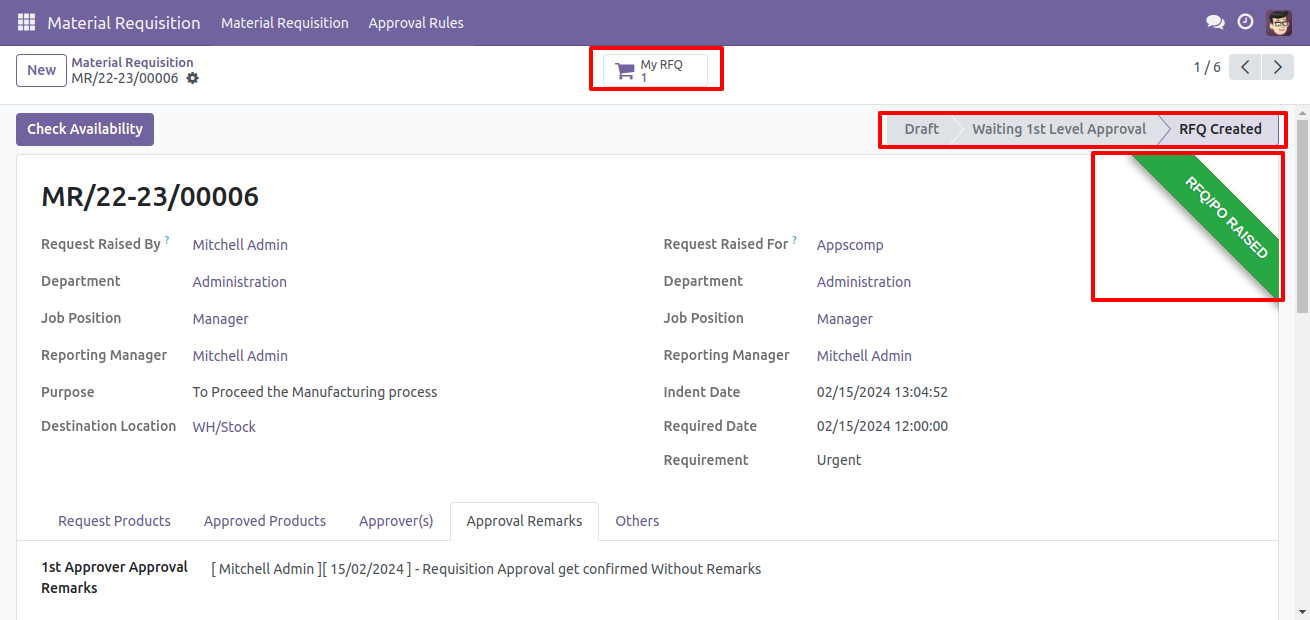 Material Requisition Material Requisition Approval Rules
New Material Requisition
MR/22-23/00006
My RFQ
1
1 / 6
Check Availability
Draft Waiting 1st Level Approval RFQ Created
RFQ/PO RAISED
MR/22-23/00006
Request Raised By ? Mitchell Admin Request Raised For ? Appscomp
Department Administration Department Administration
Job Position Manager Job Position Manager
Reporting Manager Mitchell Admin Reporting Manager Mitchell Admin
Purpose To Proceed the Manufacturing process Indent Date 02/15/2024 13:04:52
Destination Location WH/Stock Required Date 02/15/2024 12:00:00
Requirement Urgent
Request Products Approved Products Approver(s) Approval Remarks Others
1st Approver Approval [ Mitchell Admin ][ 15/02/2024 ] - Requisition Approval get confirmed Without Remarks
Remarks